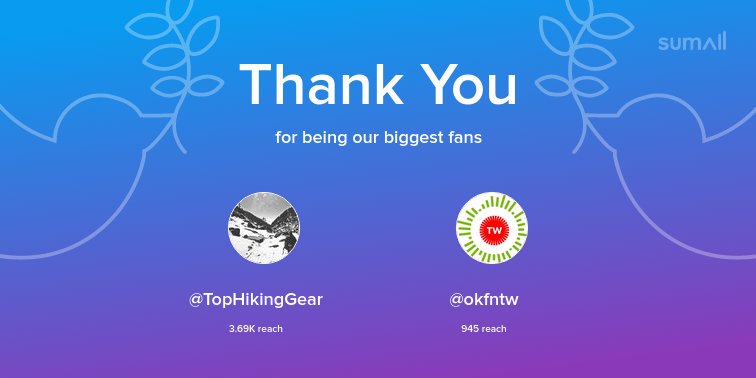 sumall
Thank You
for being our biggest fans
TW
@TopHikingGear
@okfntw
3.69K reach
945 reach